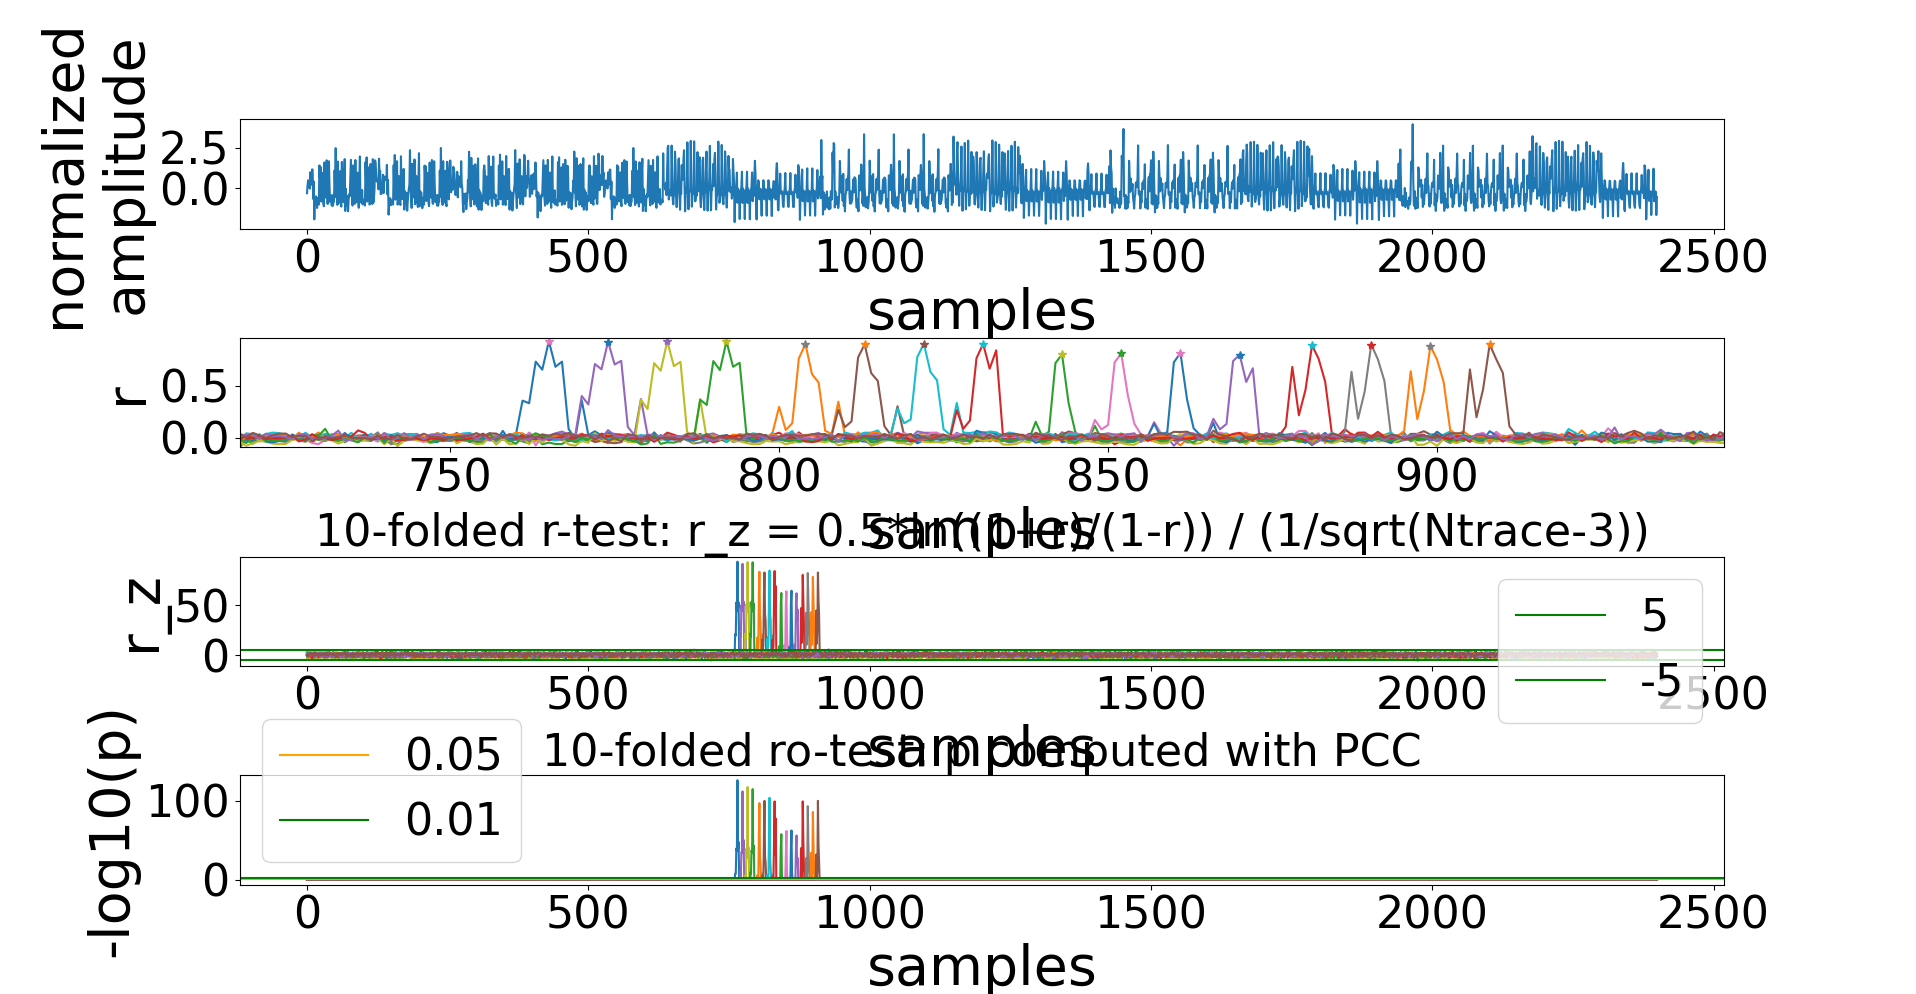 normalized
amplitude
2.5
0.0
0 500 1000 1500 2000 2500
samples
r
0.5
0.0
750 800 850 900
samples
10-folded r-test: r_z = 0.5*ln((1+r)/(1-r)) / (1/sqrt(Ntrace-3))
r_z
50
0
5
-5
0 500 1000 1500 2000 2500
samples
10-folded ro-test: p computed with PCC
-log10(p)
100
0
0.05
0.01
0 500 1000 1500 2000 2500
samples